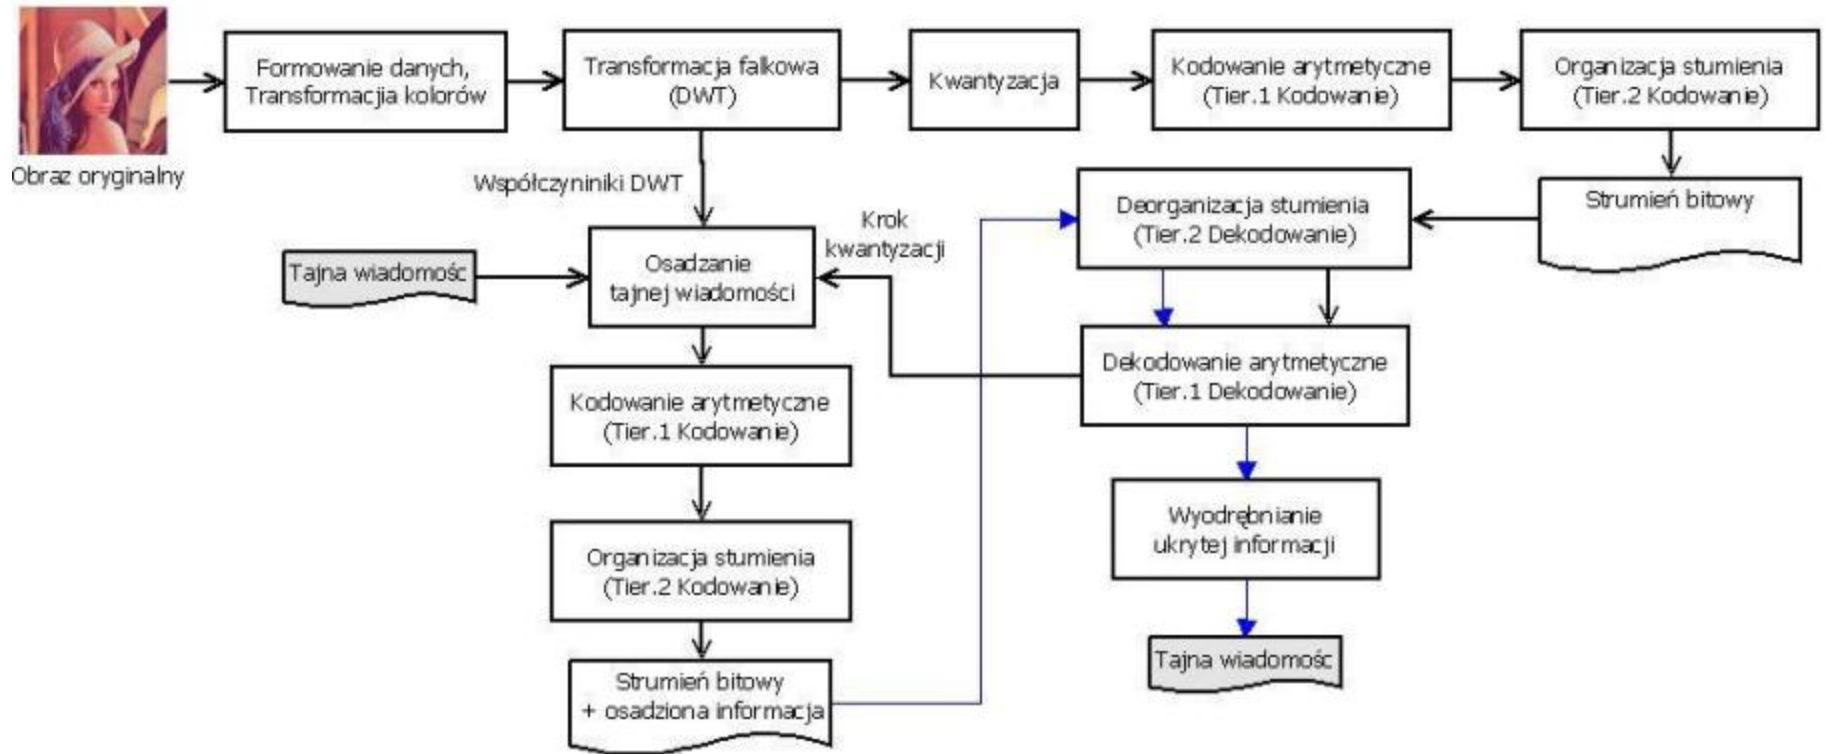 Formowanie danych,
Transformacjia kolorów
Transformacja falkowa
(DWT)
Kwantyzacja
Kodowanie arytmetyczne
(Tier.1 Kodowanie)
Organizacja stumienia
(Tier.2 Kodowanie)
Obraz oryginalny
Współczyniniki DWT
Deorganizacja stumienia
(Tier.2 Dekodowanie)
Strumień bitowy
Krok
kwantyzacji
Tajna wiadomośc
Osadzanie
tajnej wiadomości
Dekodowanie arytmetyczne
(Tier.1 Dekodowanie)
Kodowanie arytmetyczne
(Tier.1 Kodowanie)
Wyodrębnianie
ukrytej informacji
Organizacja stumienia
(Tier.2 Kodowanie)
Tajna wiadomośc
Strumień bitowy
+ osadziona informacja